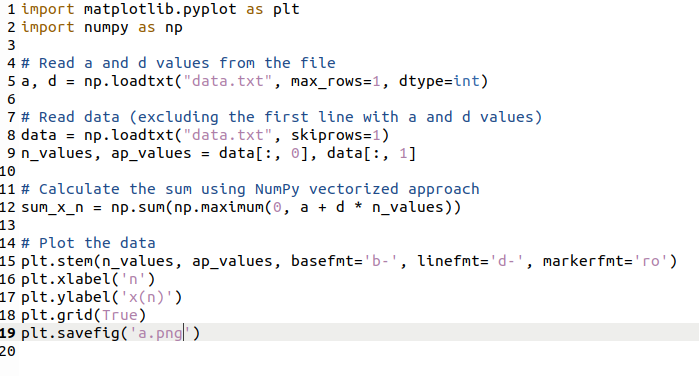 1 import matplotlib.pyplot as plt
2 import numpy as np
3
4 # Read a and d values from the file
5 a, d = np.loadtxt("data.txt", max_rows=1, dtype=int)
6
7 # Read data (excluding the first line with a and d values)
8 data = np.loadtxt("data.txt", skiprows=1)
9 n_values, ap_values = data[:, 0], data[:, 1]
10
11 # Calculate the sum using NumPy vectorized approach
12 sum_x_n = np.sum(np.maximum(0, a + d * n_values))
13
14 # Plot the data
15 plt.stem(n_values, ap_values, basefmt='b-', linefmt='d-', markerfmt='ro')
16 plt.xlabel('n')
17 plt.ylabel('x(n)')
18 plt.grid(True)
19 plt.savefig('a.png')
20